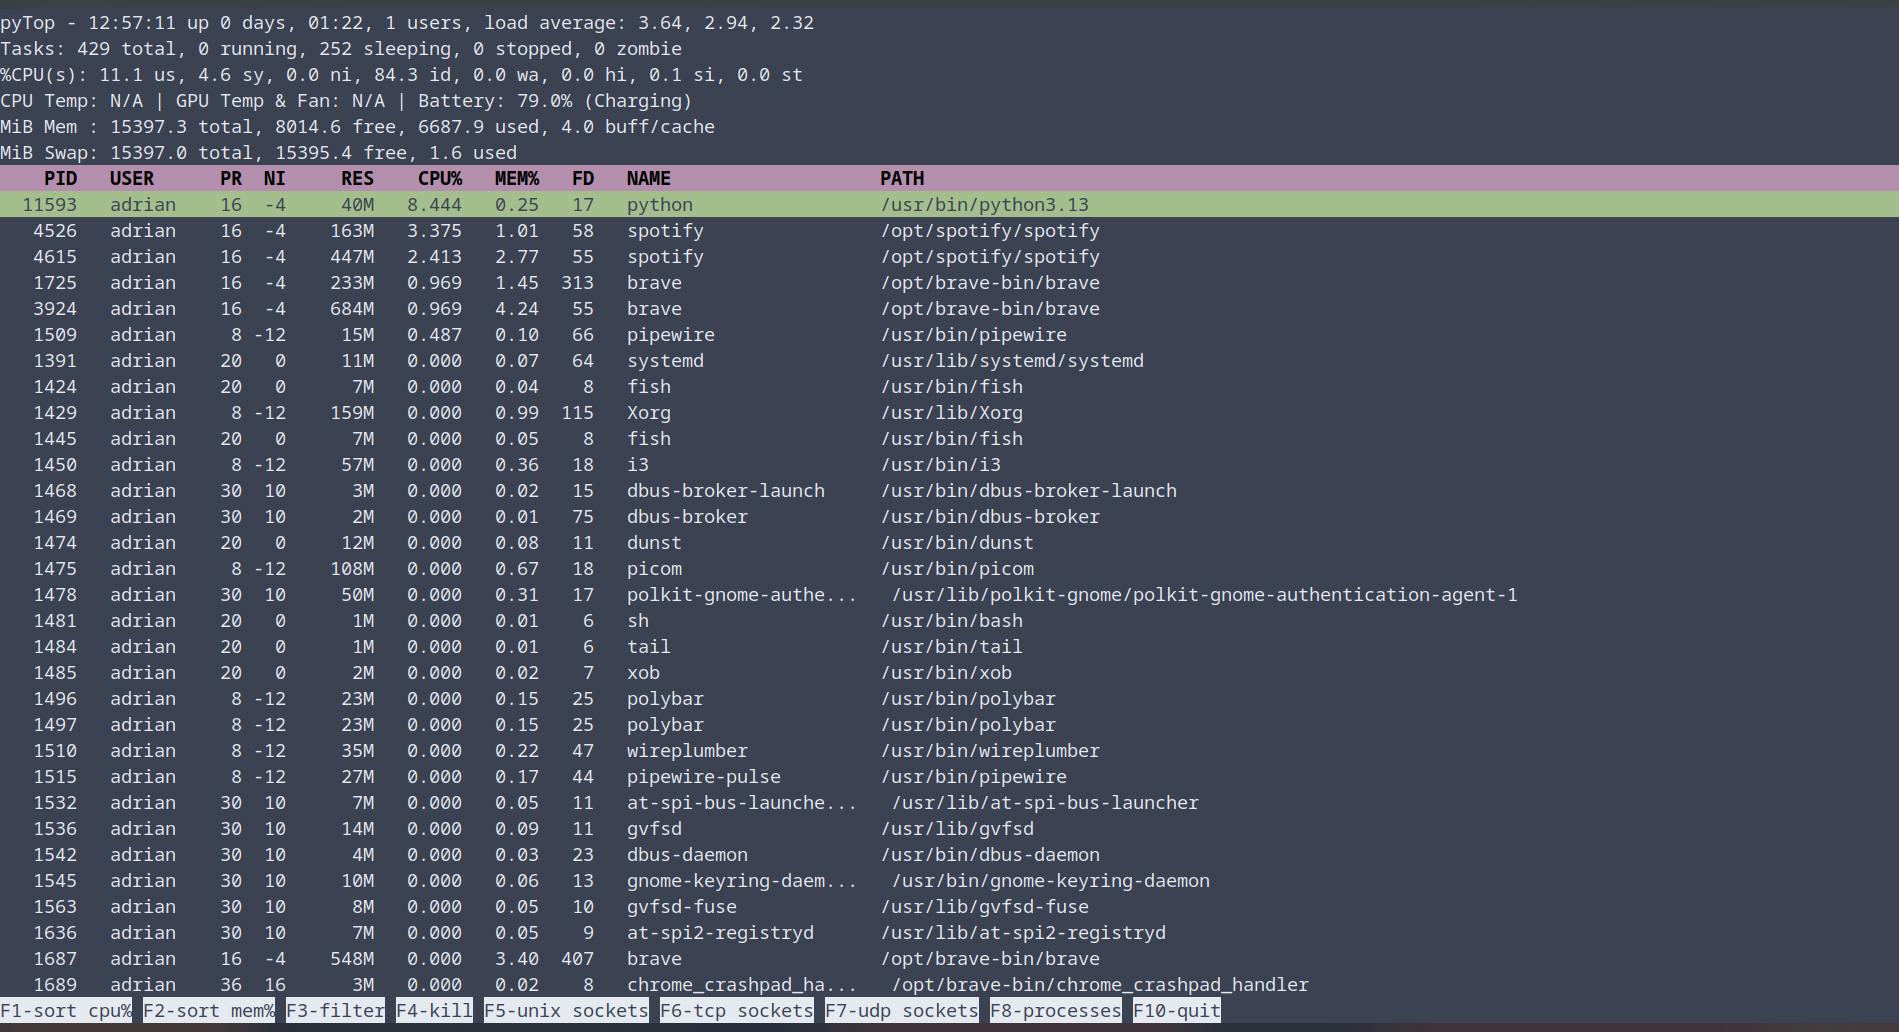 pyTop - 12:57:11 up 0 days, 01:22, 1 users, load average: 3.64, 2.94, 2.32
Tasks: 429 total, 0 running, 252 sleeping, 0 stopped, 0 zombie
%CPU(s): 11.1 us, 4.6 sy, 0.0 ni, 84.3 id, 0.0 wa, 0.0 hi, 0.1 si, 0.0 st
CPU Temp: N/A | GPU Temp & Fan: N/A | Battery: 79.0% (Charging)
MiB Mem : 15397.3 total, 8014.6 free, 6687.9 used, 4.0 buff/cache
MiB Swap: 15397.0 total, 15395.4 free, 1.6 used
PID USER PR NI RES CPU% MEM% FD NAME PATH
11593 adrian 16 -4 40M 8.444 0.25 17 python /usr/bin/python3.13
4526 adrian 16 -4 163M 3.375 1.01 58 spotify /opt/spotify/spotify
4615 adrian 16 -4 447M 2.413 2.77 55 spotify /opt/spotify/spotify
1725 adrian 16 -4 233M 0.969 1.45 313 brave /opt/brave-bin/brave
3924 adrian 16 -4 684M 0.969 4.24 55 brave /opt/brave-bin/brave
1509 adrian 8 -12 15M 0.487 0.10 66 pipewire /usr/bin/pipewire
1391 adrian 20 0 11M 0.000 0.07 64 systemd /usr/lib/systemd/systemd
1424 adrian 20 0 7M 0.000 0.04 8 fish /usr/bin/fish
1429 adrian 8 -12 159M 0.000 0.99 115 Xorg /usr/lib/Xorg
1445 adrian 20 0 7M 0.000 0.05 8 fish /usr/bin/fish
1450 adrian 8 -12 57M 0.000 0.36 18 i3 /usr/bin/i3
1468 adrian 30 10 3M 0.000 0.02 15 dbus-broker-launch /usr/bin/dbus-broker-launch
1469 adrian 30 10 2M 0.000 0.01 75 dbus-broker /usr/bin/dbus-broker
1474 adrian 20 0 12M 0.000 0.08 11 dunst /usr/bin/dunst
1475 adrian 8 -12 108M 0.000 0.67 18 picom /usr/bin/picom
1478 adrian 30 10 50M 0.000 0.31 17 polkit-gnome-authe... /usr/lib/polkit-gnome/polkit-gnome-authentication-agent-1
1481 adrian 20 0 1M 0.000 0.01 6 sh /usr/bin/bash
1484 adrian 20 0 1M 0.000 0.01 6 tail /usr/bin/tail
1485 adrian 20 0 2M 0.000 0.02 7 xob /usr/bin/xob
1496 adrian 8 -12 23M 0.000 0.15 25 polybar /usr/bin/polybar
1497 adrian 8 -12 23M 0.000 0.15 25 polybar /usr/bin/polybar
1510 adrian 8 -12 35M 0.000 0.22 47 wireplumber /usr/bin/wireplumber
1515 adrian 8 -12 27M 0.000 0.17 44 pipewire-pulse /usr/bin/pipewire
1532 adrian 30 10 7M 0.000 0.05 11 at-spi-bus-launche... /usr/lib/at-spi-bus-launcher
1536 adrian 30 10 14M 0.000 0.09 11 gvfsd /usr/lib/gvfsd
1542 adrian 30 10 4M 0.000 0.03 23 dbus-daemon /usr/bin/dbus-daemon
1545 adrian 30 10 10M 0.000 0.06 13 gnome-keyring-daem... /usr/bin/gnome-keyring-daemon
1563 adrian 30 10 8M 0.000 0.05 10 gvfsd-fuse /usr/lib/gvfsd-fuse
1636 adrian 30 10 7M 0.000 0.05 9 at-spi2-registryd /usr/lib/at-spi2-registryd
1687 adrian 16 -4 548M 0.000 3.40 407 brave /opt/brave-bin/brave
1689 adrian 36 16 3M 0.000 0.02 8 chrome_crashpad_ha... /opt/brave-bin/chrome_crashpad_handler
F1-sort cpu% F2-sort mem% F3-filter F4-kill F5-unix sockets F6-tcp sockets F7-udp sockets F8-processes F10-quit